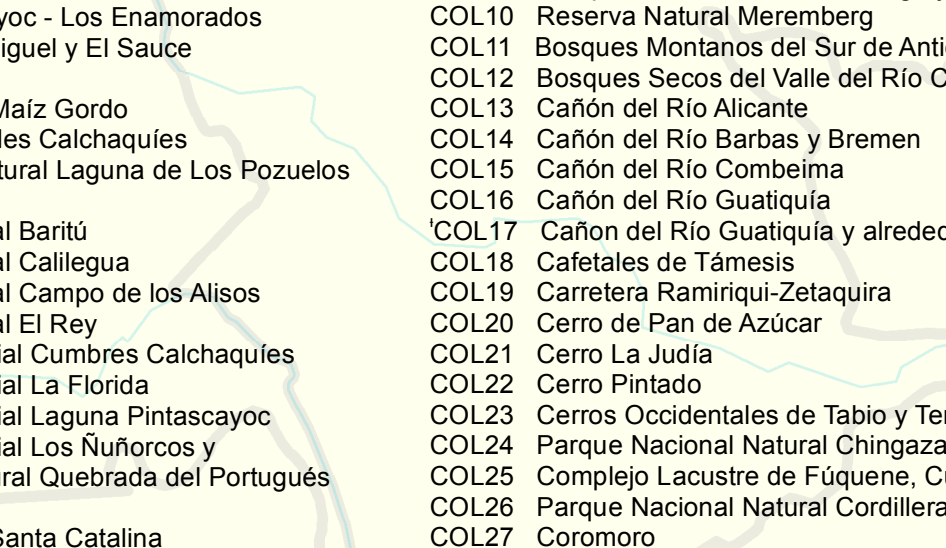 yoc - Los Enamorados
iguel y El Sauce
Maíz Gordo
les Calchaquíes
tural Laguna de Los Pozuelos
al Baritú
al Calilegua
al Campo de los Alisos
al El Rey
ial Cumbres Calchaquíes
ial La Florida
ial Laguna Pintascayoc
ial Los Ñuñorcos y
ural Quebrada del Portugués
Santa Catalina
COL10 Reserva Natural Meremberg
COL11 Bosques Montanos del Sur de Anti
COL12 Bosques Secos del Valle del Río C
COL13 Cañón del Río Alicante
COL14 Cañón del Río Barbas y Bremen
COL15 Cañón del Río Combeima
COL16 Cañón del Río Guatiquía
ƚCOL17 Cañon del Río Guatiquía y alreded
COL18 Cafetales de Támesis
COL19 Carretera Ramiriqui-Zetaquira
COL20 Cerro de Pan de Azúcar
COL21 Cerro La Judía
COL22 Cerro Pintado
COL23 Cerros Occidentales de Tabio y Ten
COL24 Parque Nacional Natural Chingaza
COL25 Complejo Lacustre de Fúquene, Cu
COL26 Parque Nacional Natural Cordillera
COL27 Coromoro